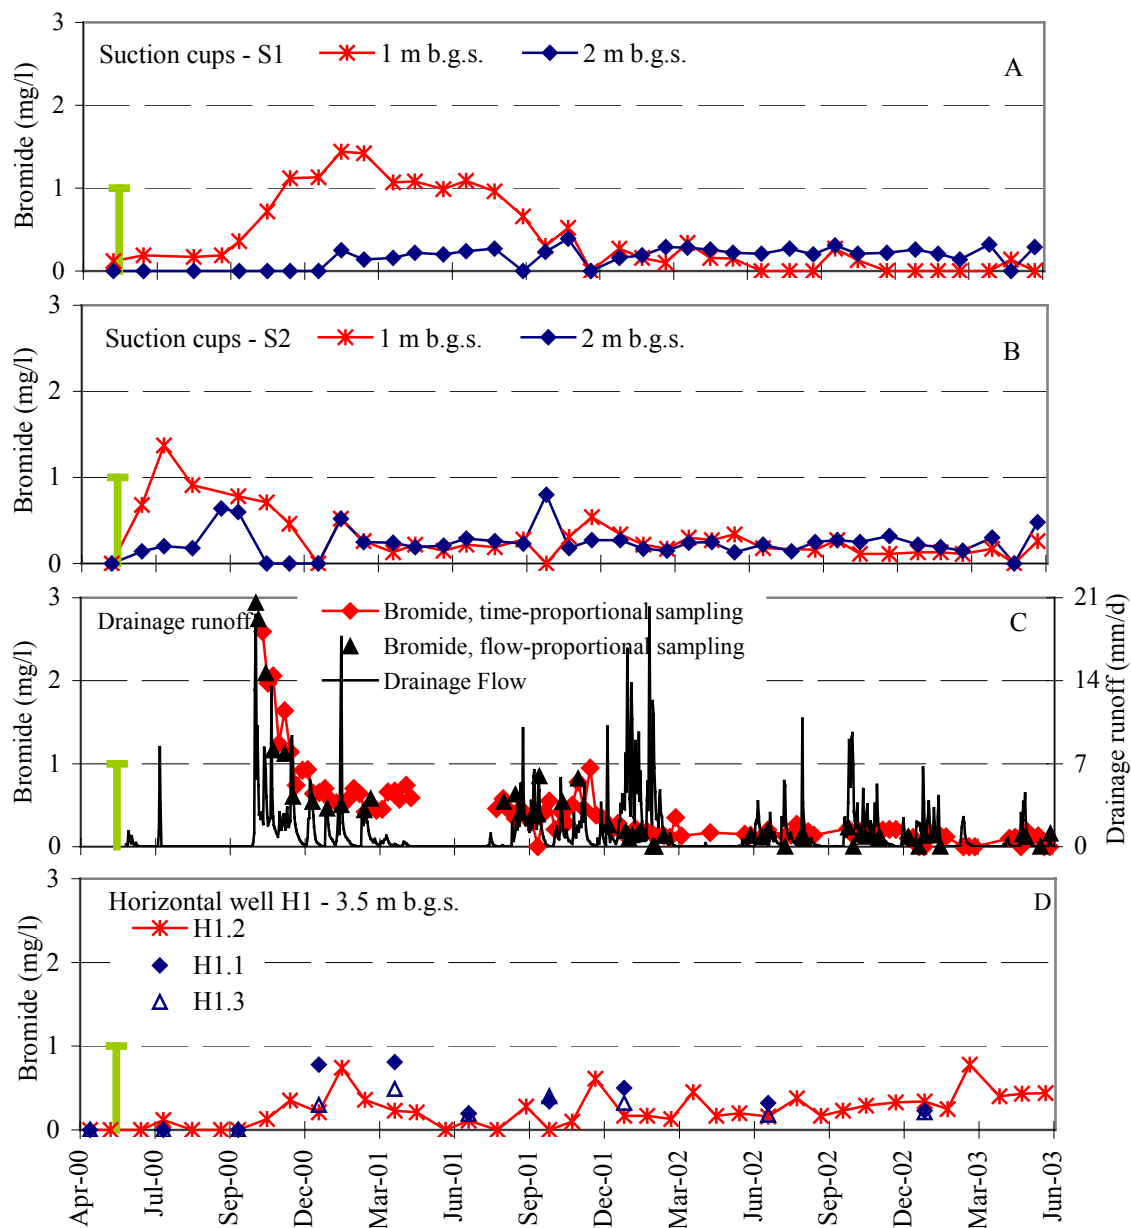 3
Suction cups - S1 1 m b.g.s. 2 m b.g.s. A
2
1
0
Bromide (mg/l)
3
Suction cups - S2 1 m b.g.s. 2 m b.g.s. B
2
1
0
Bromide (mg/l)
3 21
Drainage runoff Bromide, time-proportional sampling C
Bromide, flow-proportional sampling
2 14
Drainage Flow
1 7
0 0
Bromide (mg/l)
Drainage runoff (mm/d)
3
Horizontal well H1 - 3.5 m b.g.s. D
H1.2
2
H1.1
H1.3
1
0
Bromide (mg/l)
Apr-00 Jul-00 Sep-00 Dec-00 Mar-01 Jun-01 Sep-01 Dec-01 Mar-02 Jun-02 Sep-02 Dec-02 Mar-03 Jun-03